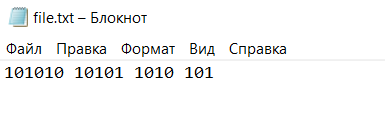 file.txt – Блокнот
Файл Правка Формат Вид Справка
101010 10101 1010 101